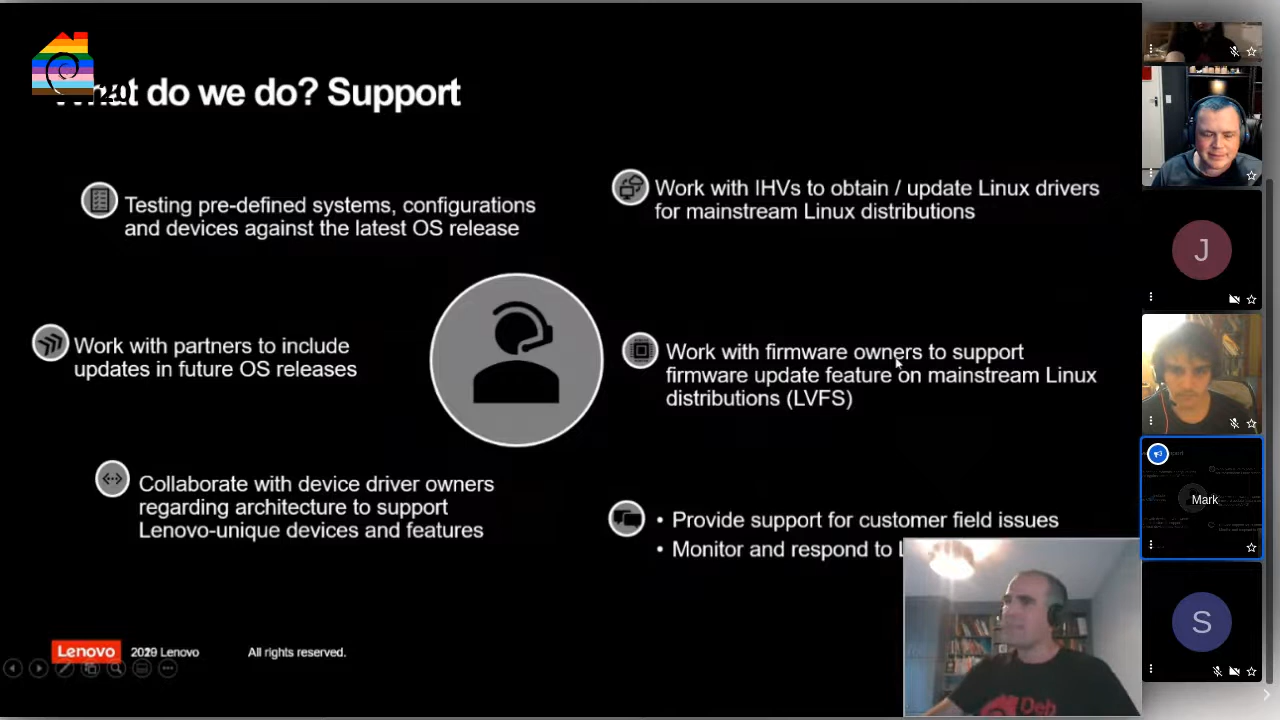 do we do? Support
Testing pre-defined systems, configurations
and devices against the latest OS release
Work with IHVs to obtain / update Linux drivers
for mainstream Linux distributions
Work with partners to include
updates in future OS releases
Work with firmware owners to support
firmware update feature on mainstream Linux
distributions (LVFS)
Collaborate with device driver owners
regarding architecture to support
Lenovo-unique devices and features
• Provide support for customer field issues
• Monitor and respond to
Lenovo
Lenovo
All rights reserved.
Deb
J
Mark
S